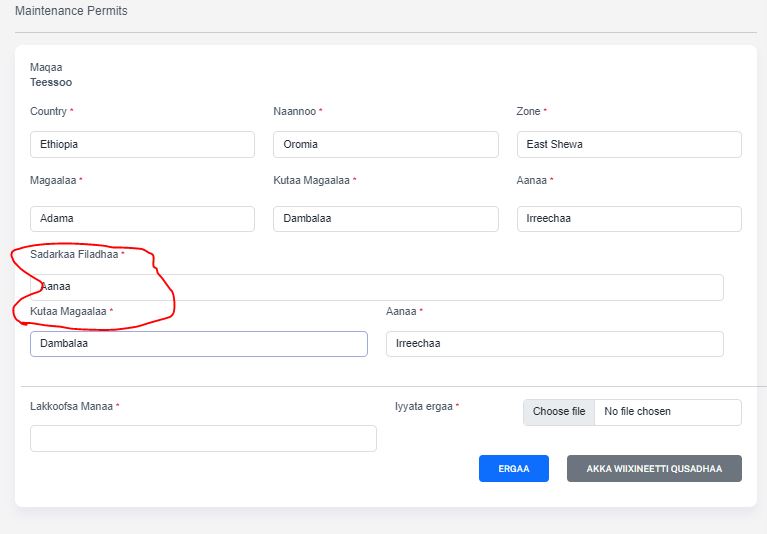 Maintenance Permits
Maqaa
Teessoo
Country * Naannoo * Zone *
Ethiopia Oromia East Shewa
Magaalaa * Kutaa Magaalaa * Aanaa *
Adama Dambalaa Irreechaa
Sadarkaa Filadhaa *
Aanaa
Kutaa Magaalaa * Aanaa *
Dambalaa Irreechaa
Lakkoofsa Manaa * Iyyata ergaa * Choose file No file chosen
ERGAA AKKA WIIXINEETTI QUSADHAA